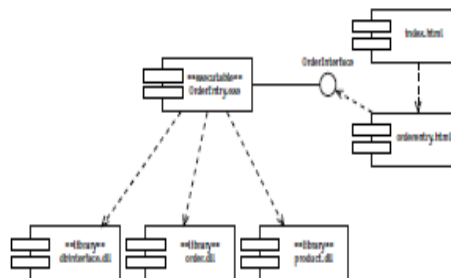 index.html
OrderInterface
**executable**
OrderEntry.exe
orderentry.html
**library**
dbinterface.dll
**library**
order.dll
**library**
product.dll